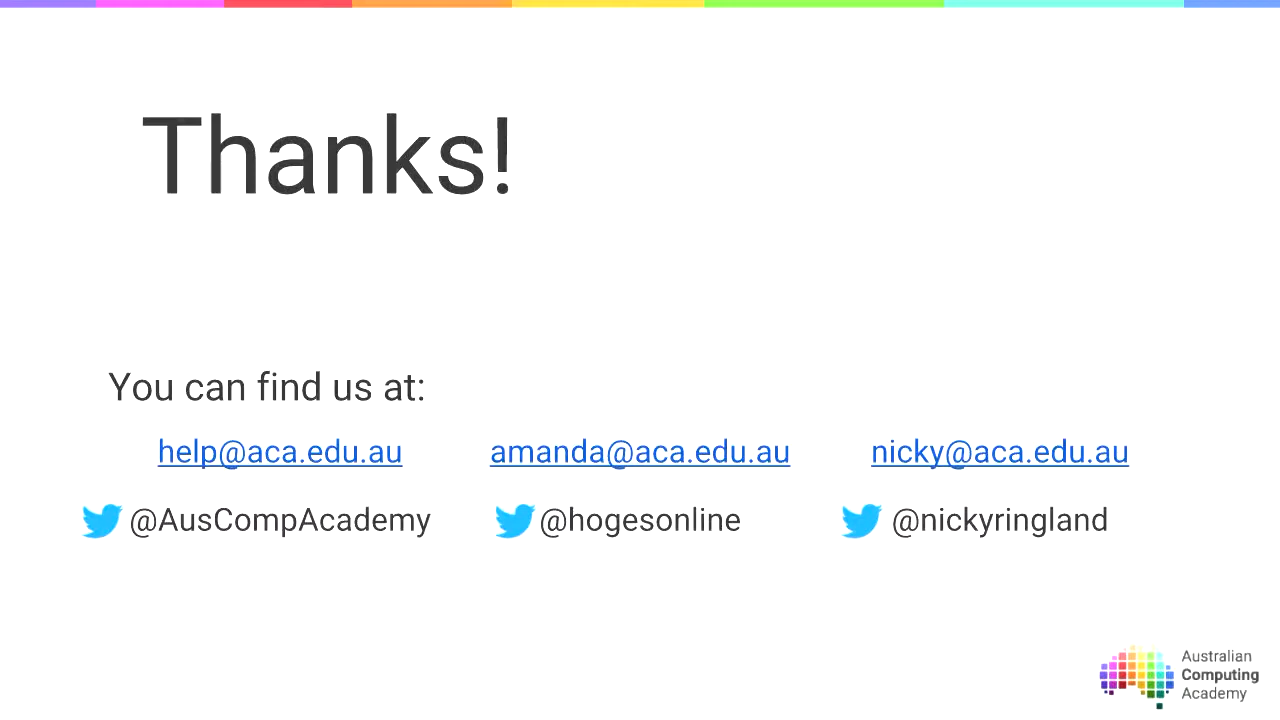 Thanks!
You can find us at:
help@aca.edu.au amanda@aca.edu.au nicky@aca.edu.au
@AusCompAcademy @hogesonline @nickyringland
Australian
Computing
Academy